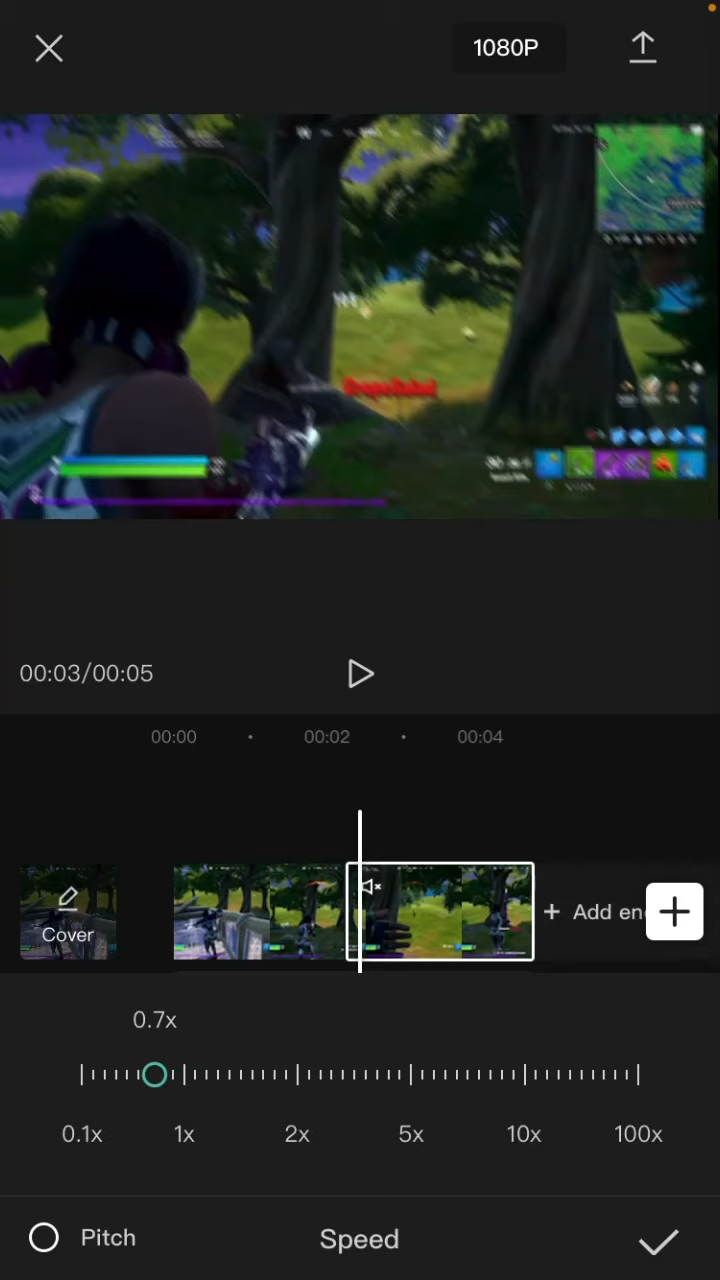 1080P
00:03/00:05
00:00
00:02
00:04
Cover
+ Add en
0.7x
0.1x 1x 2x 5x 10x 100x
Pitch
Speed